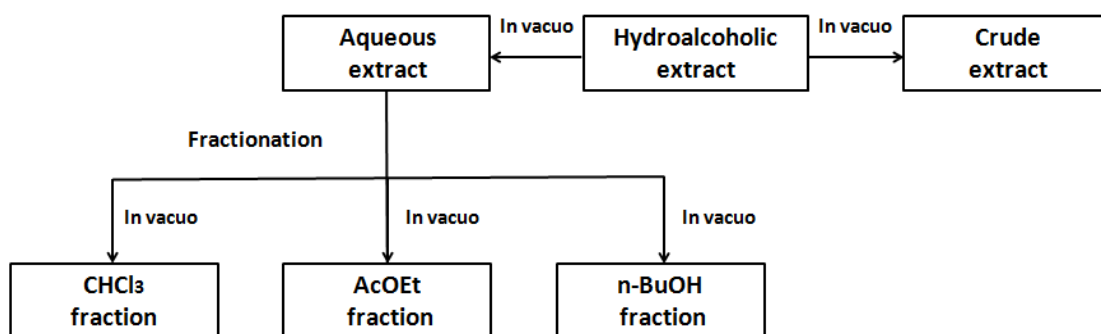 Aqueous
extract
In vacuo
Hydroalcoholic
extract
In vacuo
Crude
extract
Fractionation
In vacuo
In vacuo
In vacuo
CHCl₃
fraction
AcOEt
fraction
n-BuOH
fraction